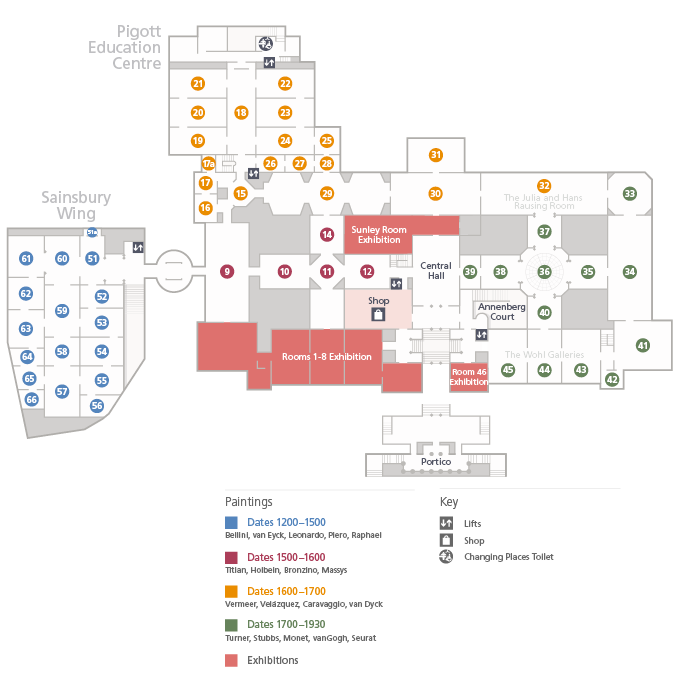 Pigott
Education
Centre
21
22
20
18
23
19
24
25
17a
26
27
28
31
17
15
29
30
32
33
The Julia and Hans
Rausing Room
16
Sainsbury
Wing
14
Sunley Room
Exhibition
37
51a
61
60
51
9
10
11
12
Central
Hall
39
38
36
35
34
62
52
Shop
59
53
Annenberg
Court
40
63
64
58
54
Rooms 1-8 Exhibition
The Wohl Galleries
41
65
55
57
66
56
Room 46
Exhibition
45
44
43
42
Portico
Paintings
Dates 1200–1500
Bellini, van Eyck, Leonardo, Piero, Raphael
Dates 1500–1600
Titian, Holbein, Bronzino, Massys
Dates 1600–1700
Vermeer, Velázquez, Caravaggio, van Dyck
Dates 1700–1930
Turner, Stubbs, Monet, vanGogh, Seurat
Exhibitions
Key
Lifts
Shop
Changing Places Toilet